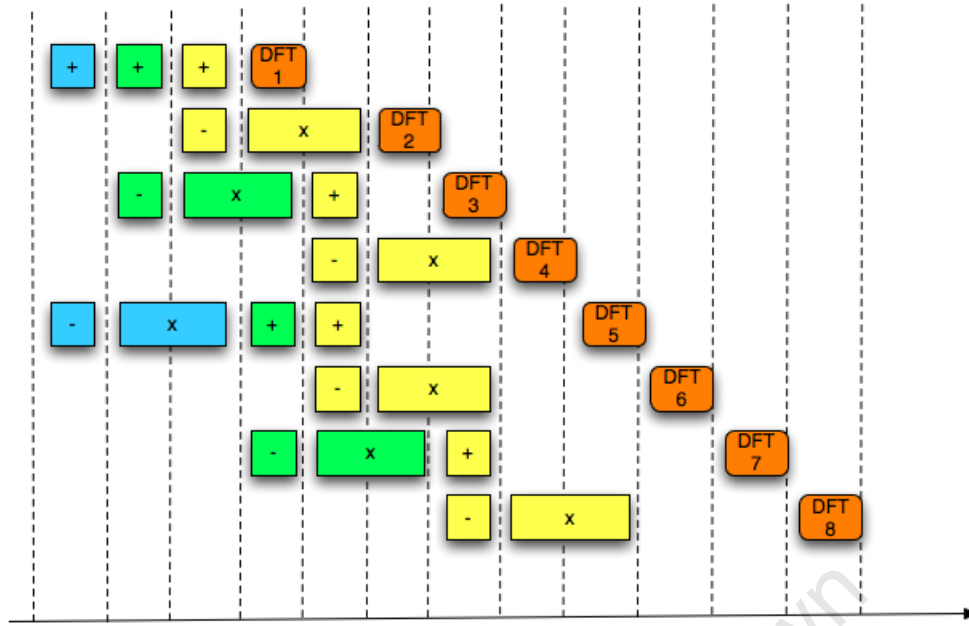 + + + DFT
1
- x DFT
2
- x + DFT
3
- x DFT
4
- x + + DFT
5
- x DFT
6
- x + DFT
7
- x DFT
8